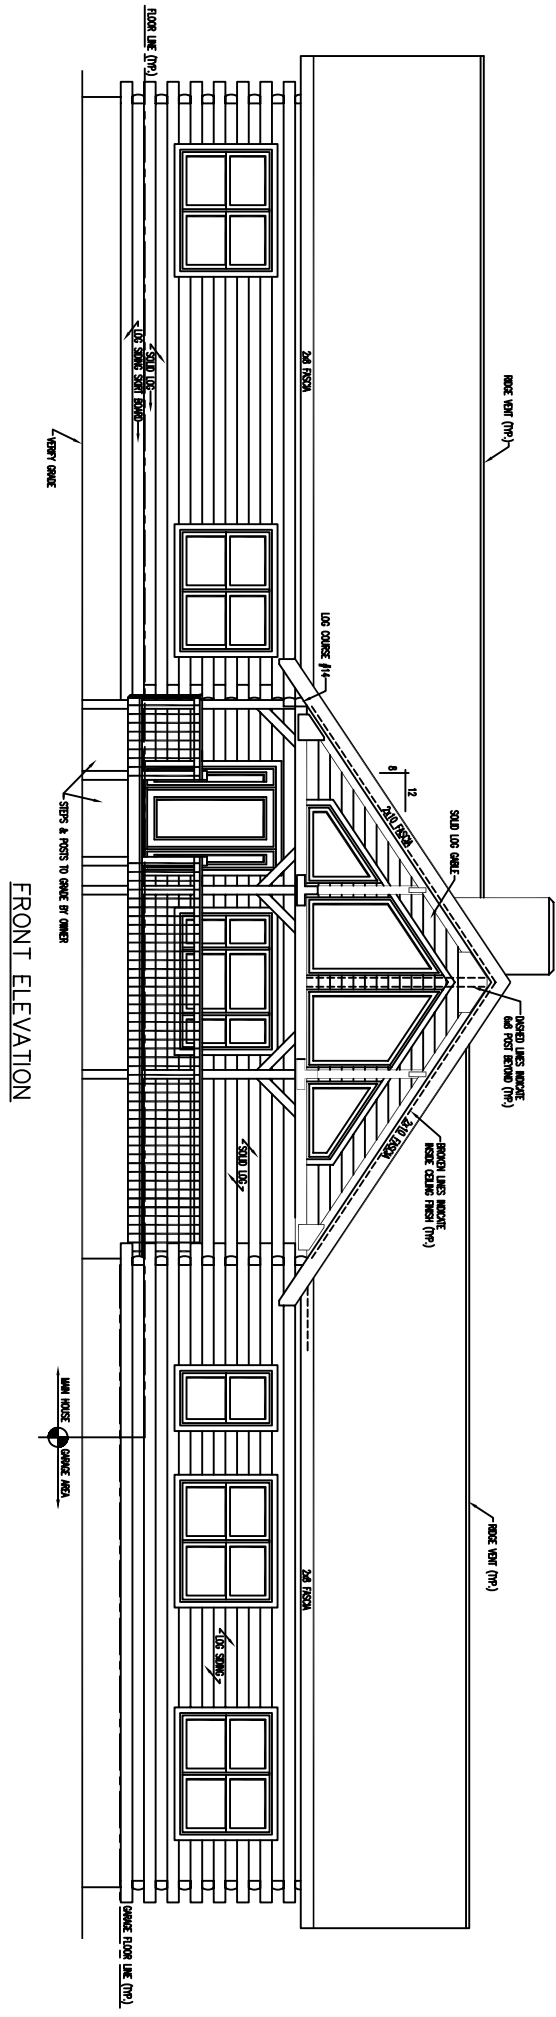 RIDGE VENT (TYP.)
RIDGE VENT (TYP.)
DASHED LINES INDICATE
6x8 POST BEYOND (TYP.)
SOLID LOG GABLE
BROKEN LINES INDICATE
INSIDE CEILING FINISH (TYP.)
12
8
2x10 FASCIA
2x10 FASCIA
LOG COURSE #14
2x8 FASCIA
2x8 FASCIA
SOLID LOG
LOG SIDING
FLOOR LINE (TYP.)
SOLID LOG
LOG SIDING SKIRT BOARD
GARAGE FLOOR LINE (TYP.)
VERIFY GRADE
STEPS & POSTS TO GRADE BY OWNER
MAIN HOUSE
GARAGE AREA
FRONT ELEVATION